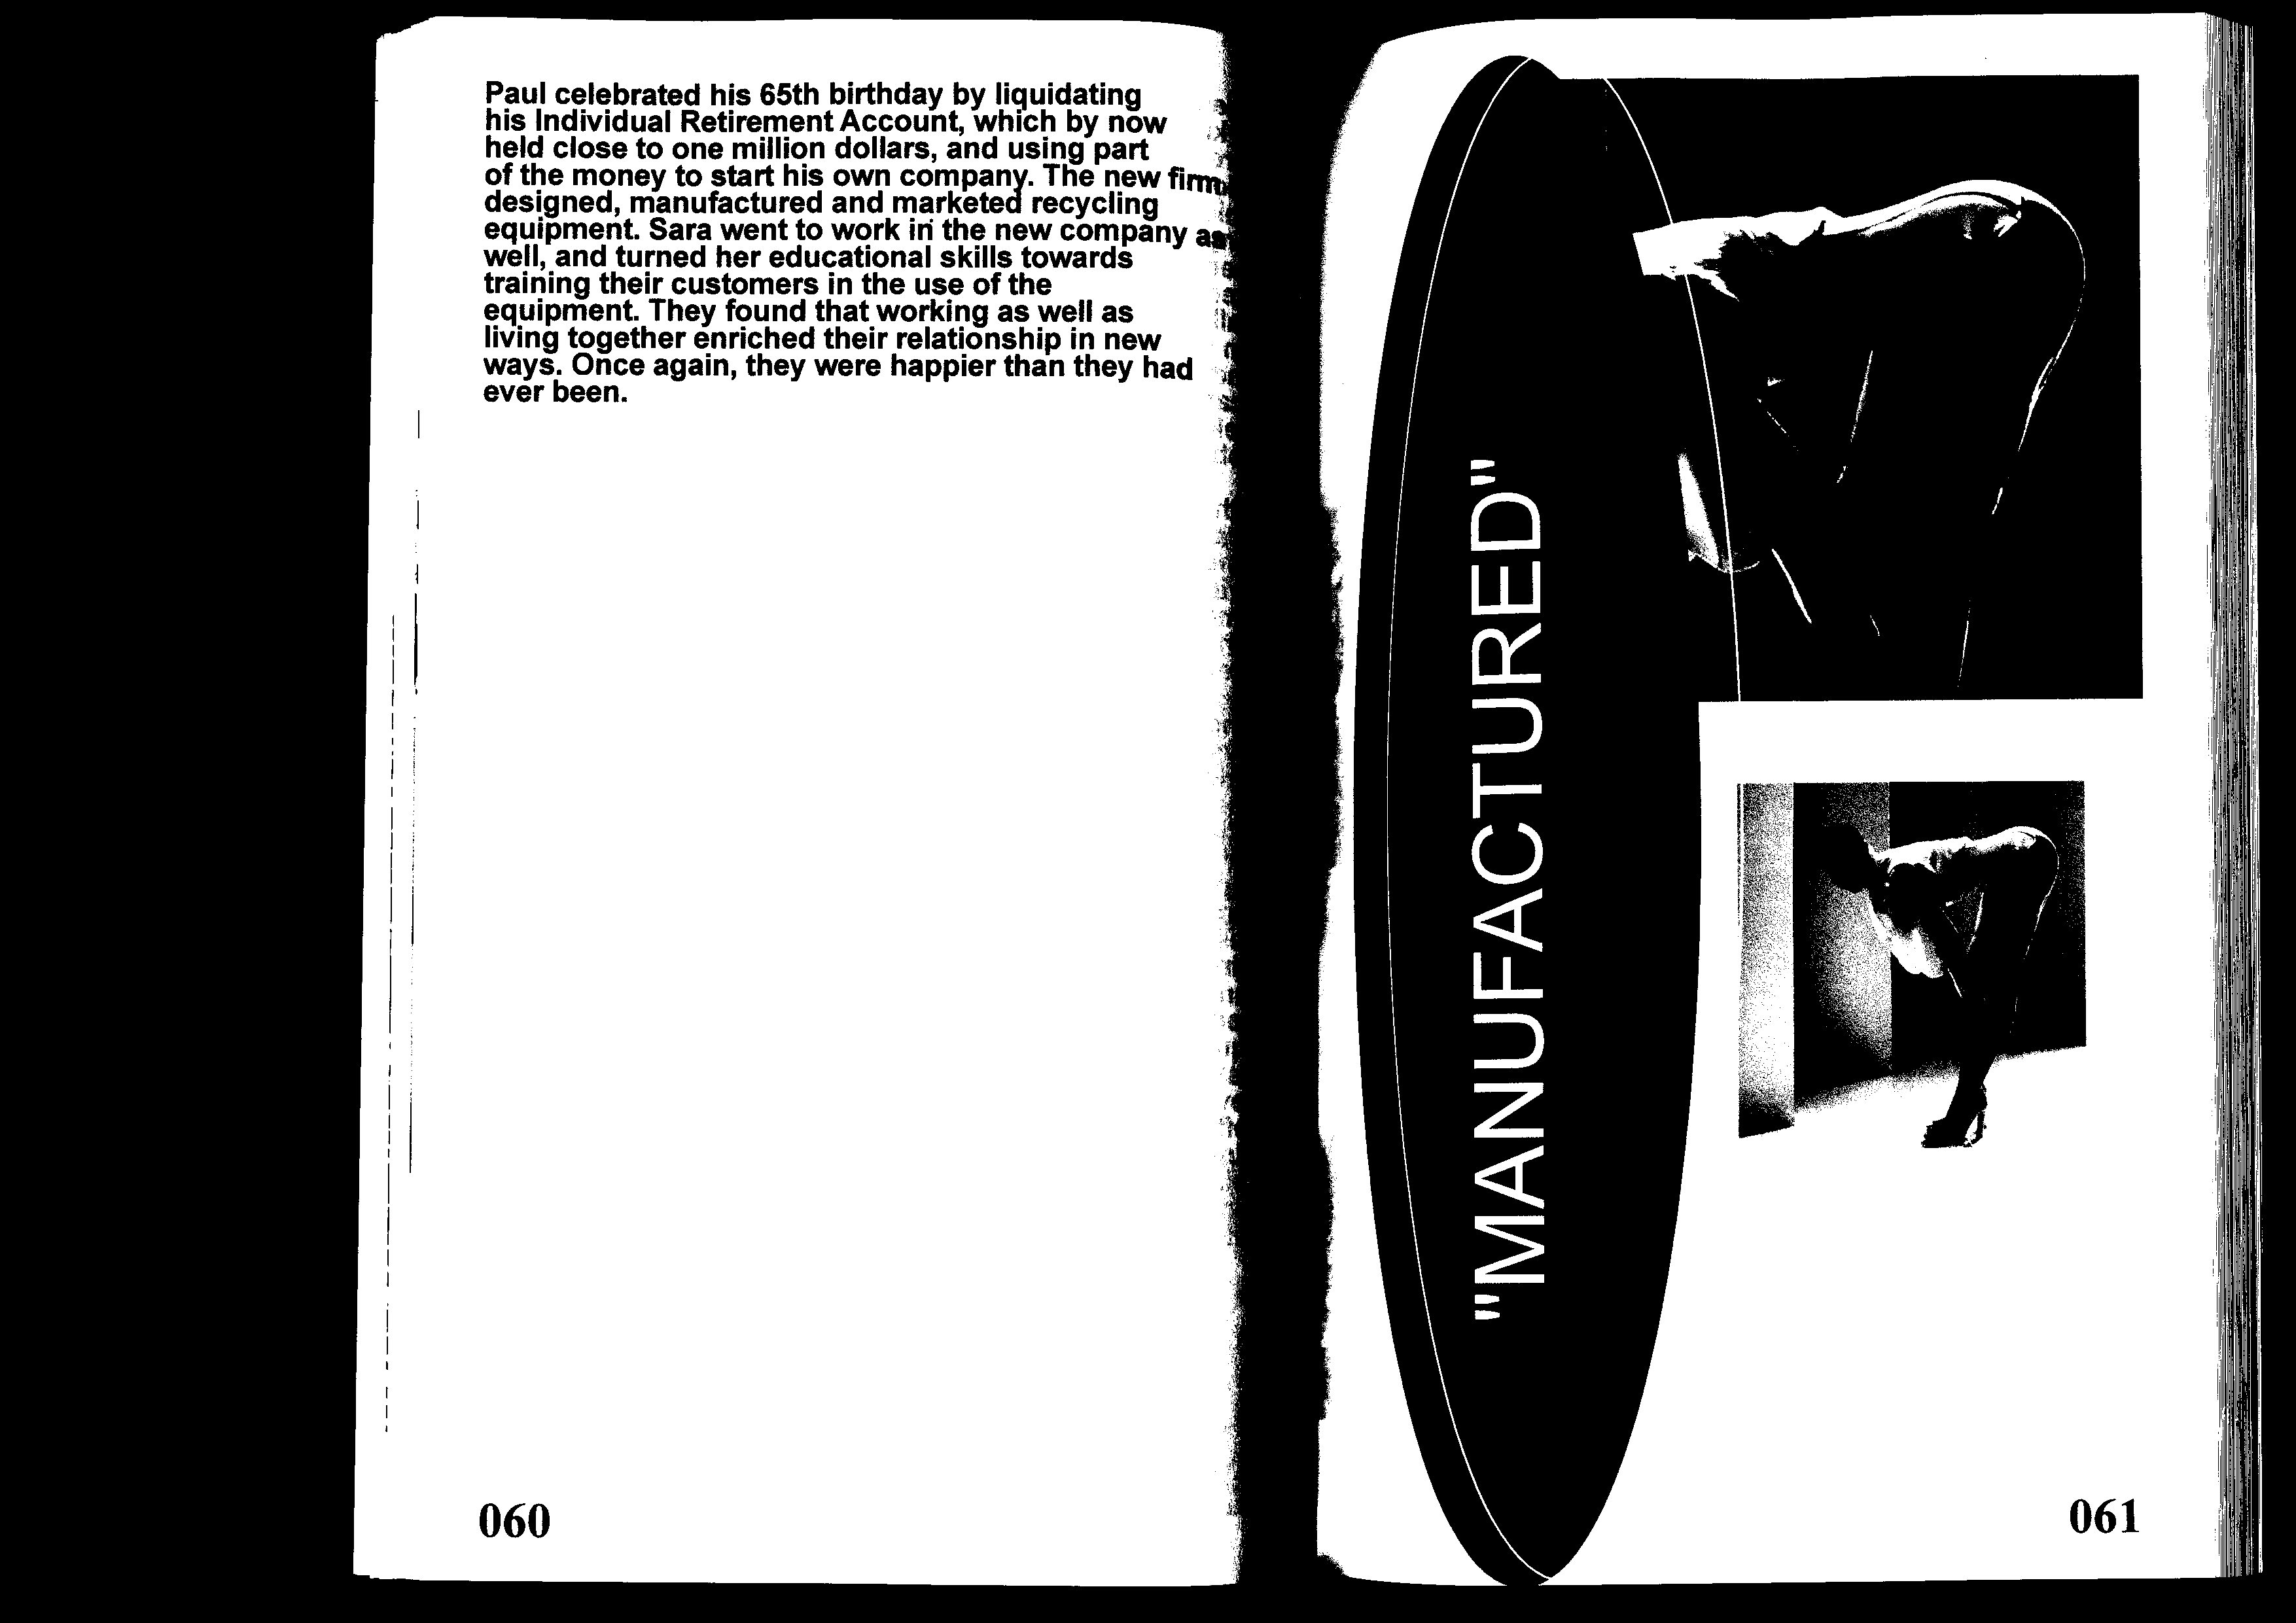 Paul celebrated his 65th birthday by liquidating
his Individual Retirement Account, which by now
held close to one million dollars, and using part
of the money to start his own company. The new firm
designed, manufactured and marketed recycling
equipment. Sara went to work in the new company as
well, and turned her educational skills towards
training their customers in the use of the
equipment. They found that working as well as
living together enriched their relationship in new
ways. Once again, they were happier than they had
ever been.
060
"MANUFACTURED"
061